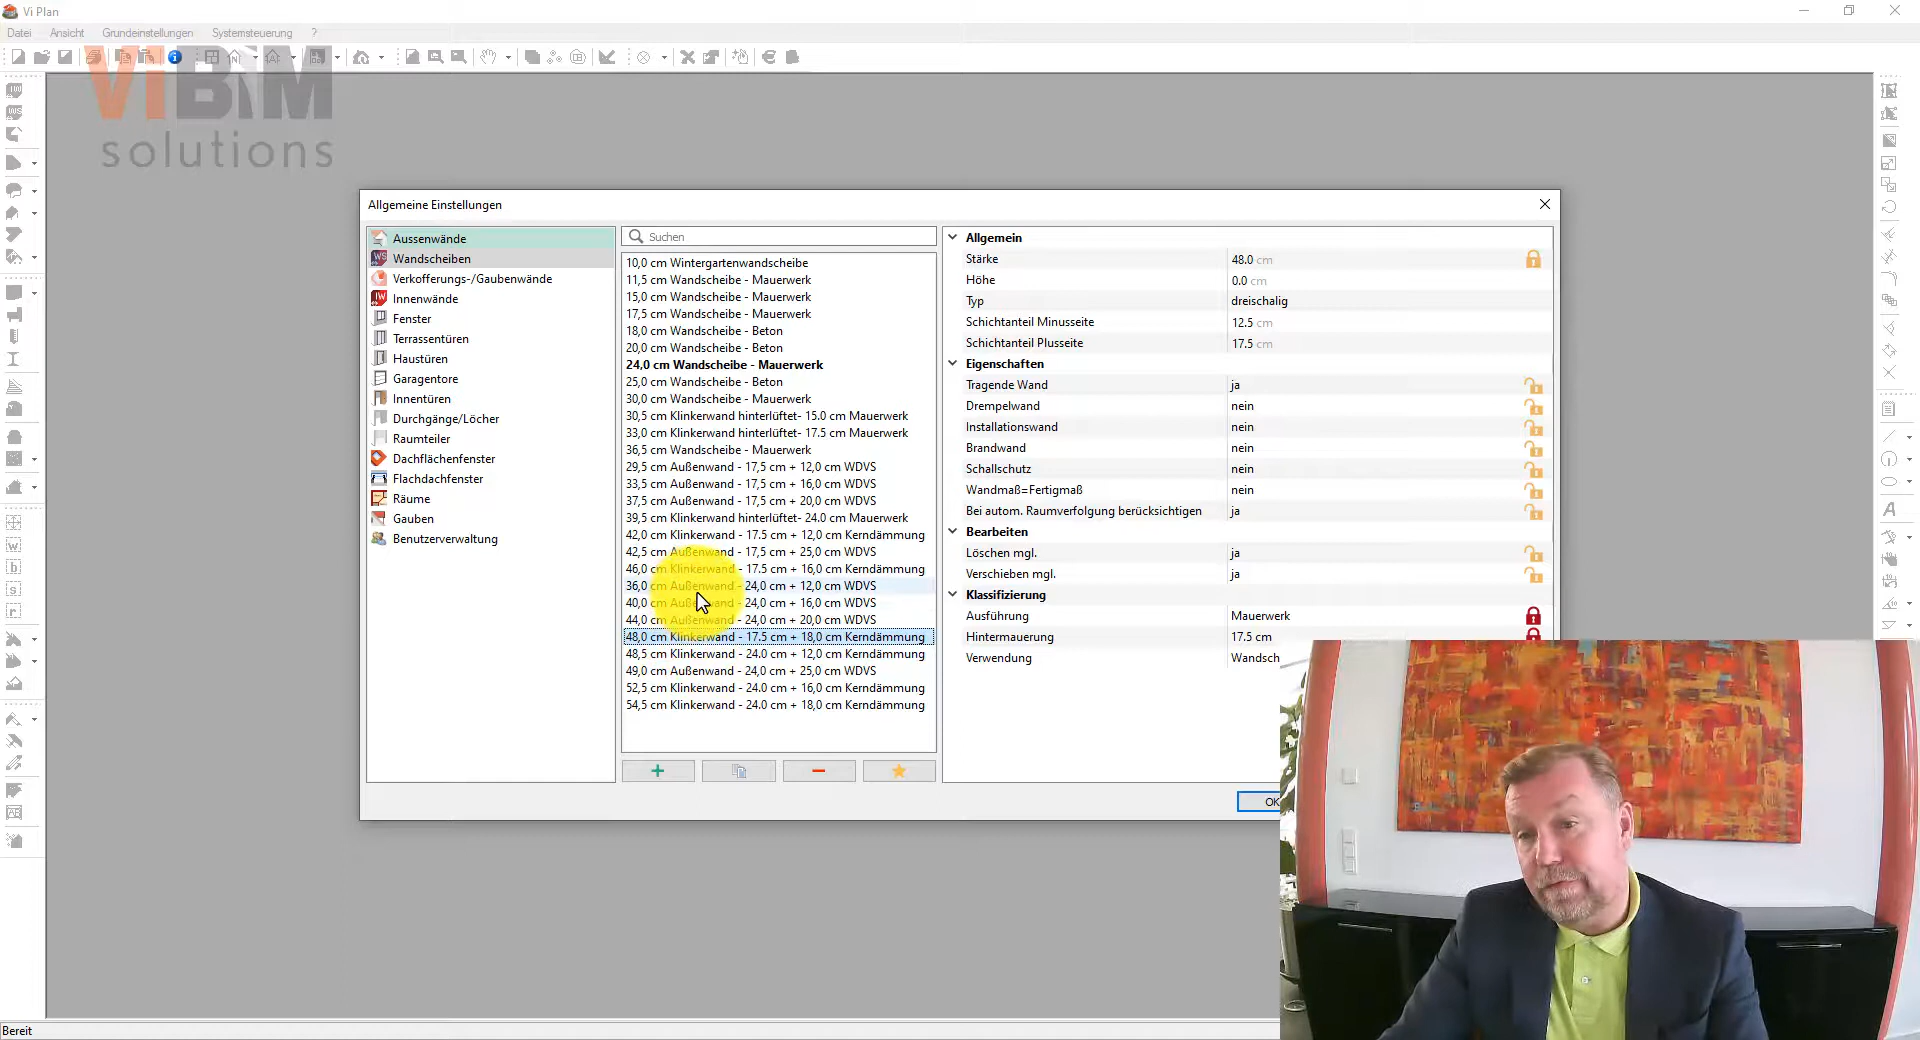 Vi Plan
Datei Ansicht Grundeinstellungen Systemsteuerung ?
ViBiM
solutions
Allgemeine Einstellungen
Aussenwände
Wandscheiben
Verkofferungs-/Gaubenwände
Innenwände
Fenster
Terrassentüren
Haustüren
Garagentore
Innentüren
Durchgänge/Löcher
Raumteiler
Dachflächenfenster
Flachdachfenster
Räume
Gauben
Benutzerverwaltung
Suchen
10,0 cm Wintergartenwandscheibe
11,5 cm Wandscheibe - Mauerwerk
15,0 cm Wandscheibe - Mauerwerk
17,5 cm Wandscheibe - Mauerwerk
18,0 cm Wandscheibe - Beton
20,0 cm Wandscheibe - Beton
24,0 cm Wandscheibe - Mauerwerk
25,0 cm Wandscheibe - Beton
30,0 cm Wandscheibe - Mauerwerk
30,5 cm Klinkerwand hinterlüftet- 15.0 cm Mauerwerk
33,0 cm Klinkerwand hinterlüftet- 17.5 cm Mauerwerk
36,5 cm Wandscheibe - Mauerwerk
29,5 cm Außenwand - 17,5 cm + 12,0 cm WDVS
33,5 cm Außenwand - 17,5 cm + 16,0 cm WDVS
37,5 cm Außenwand - 17,5 cm + 20,0 cm WDVS
39,5 cm Klinkerwand hinterlüftet- 24.0 cm Mauerwerk
42,0 cm Klinkerwand - 17.5 cm + 12,0 cm Kerndämmung
42,5 cm Außenwand - 17,5 cm + 25,0 cm WDVS
46,0 cm Klinkerwand - 17.5 cm + 16,0 cm Kerndämmung
36,0 cm Außenwand - 24,0 cm + 12,0 cm WDVS
40,0 cm Außenwand - 24,0 cm + 16,0 cm WDVS
44,0 cm Außenwand - 24,0 cm + 20,0 cm WDVS
48,0 cm Klinkerwand - 17.5 cm + 18,0 cm Kerndämmung
48,5 cm Klinkerwand - 24.0 cm + 12,0 cm Kerndämmung
49,0 cm Außenwand - 24,0 cm + 25,0 cm WDVS
52,5 cm Klinkerwand - 24.0 cm + 16,0 cm Kerndämmung
54,5 cm Klinkerwand - 24.0 cm + 18,0 cm Kerndämmung
Allgemein
Stärke 48.0 cm
Höhe 0.0 cm
Typ dreischalig
Schichtanteil Minusseite 12.5 cm
Schichtanteil Plusseite 17.5 cm
Eigenschaften
Tragende Wand ja
Drempelwand nein
Installationswand nein
Brandwand nein
Schallschutz nein
Wandmaß=Fertigmaß nein
Bei autom. Raumverfolgung berücksichtigen ja
Bearbeiten
Löschen mgl. ja
Verschieben mgl. ja
Klassifizierung
Ausführung Mauerwerk
Hintermauerung 17.5 cm
Verwendung Wandsch
OK
Bereit